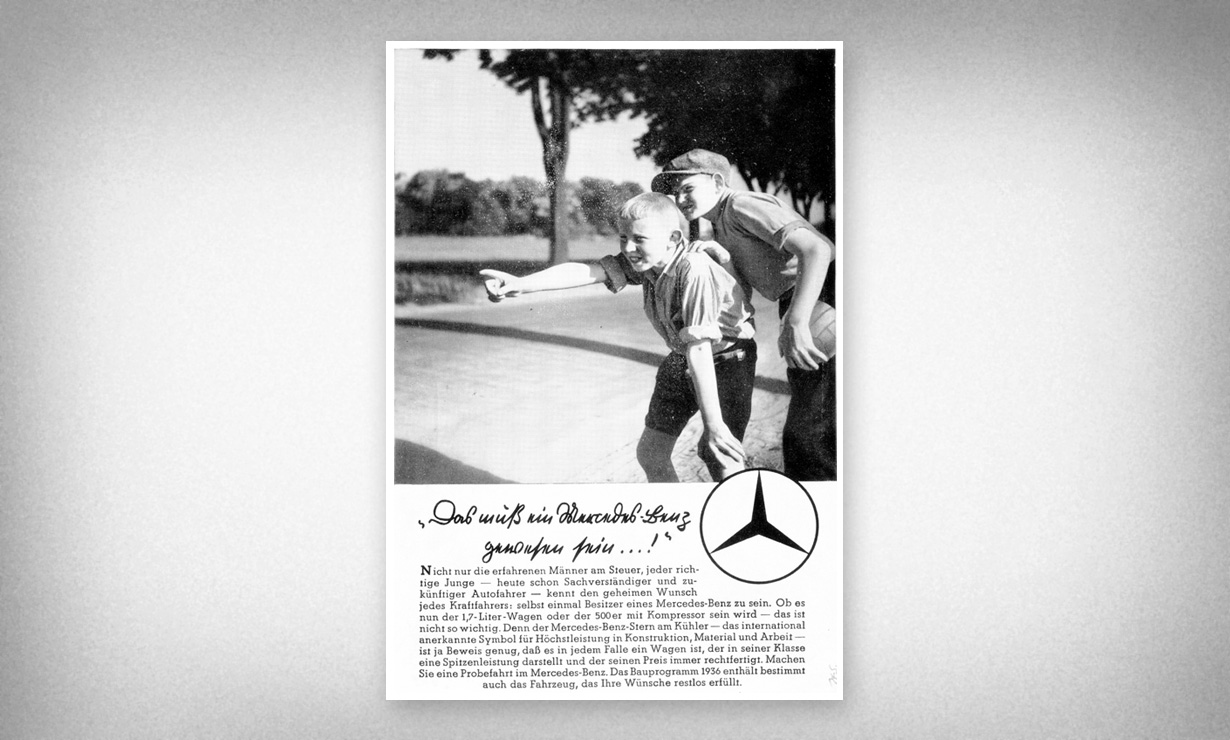 „Das muß ein Mercedes-Benz
gewesen sein ....!“
Nicht nur die erfahrenen Männer am Steuer, jeder rich-
tige Junge — heute schon Sachverständiger und zu-
künftiger Autofahrer — kennt den geheimen Wunsch
jedes Kraftfahrers: selbst einmal Besitzer eines Mercedes-Benz zu sein. Ob es
nun der 1,7-Liter-Wagen oder der 500er mit Kompressor sein wird — das ist
nicht so wichtig. Denn der Mercedes-Benz-Stern am Kühler — das international
anerkannte Symbol für Höchstleistung in Konstruktion, Material und Arbeit —
ist ja Beweis genug, daß es in jedem Falle ein Wagen ist, der in seiner Klasse
eine Spitzenleistung darstellt und der seinen Preis immer rechtfertigt. Machen
Sie eine Probefahrt im Mercedes-Benz. Das Bauprogramm 1936 enthält bestimmt
auch das Fahrzeug, das Ihre Wünsche restlos erfüllt.